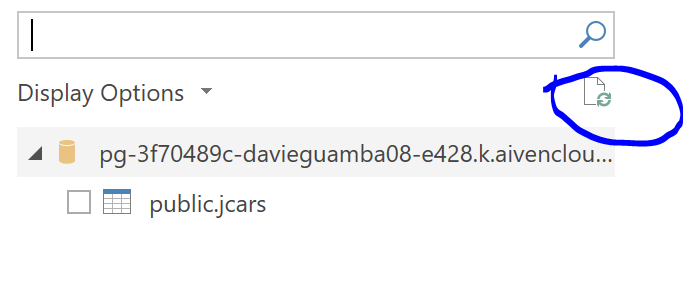 Display Options
pg-3f70489c-davieguamba08-e428.k.aivenclou...
public.jcars